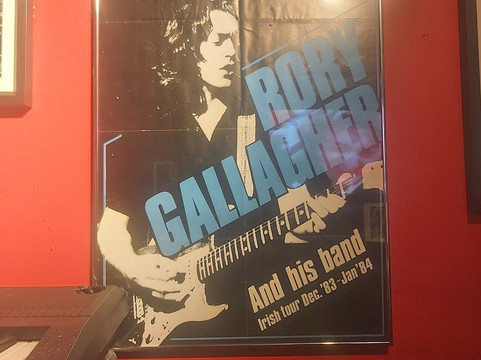 RORY
GALLAGHER
And his band
Irish tour Dec.'83-Jan'84